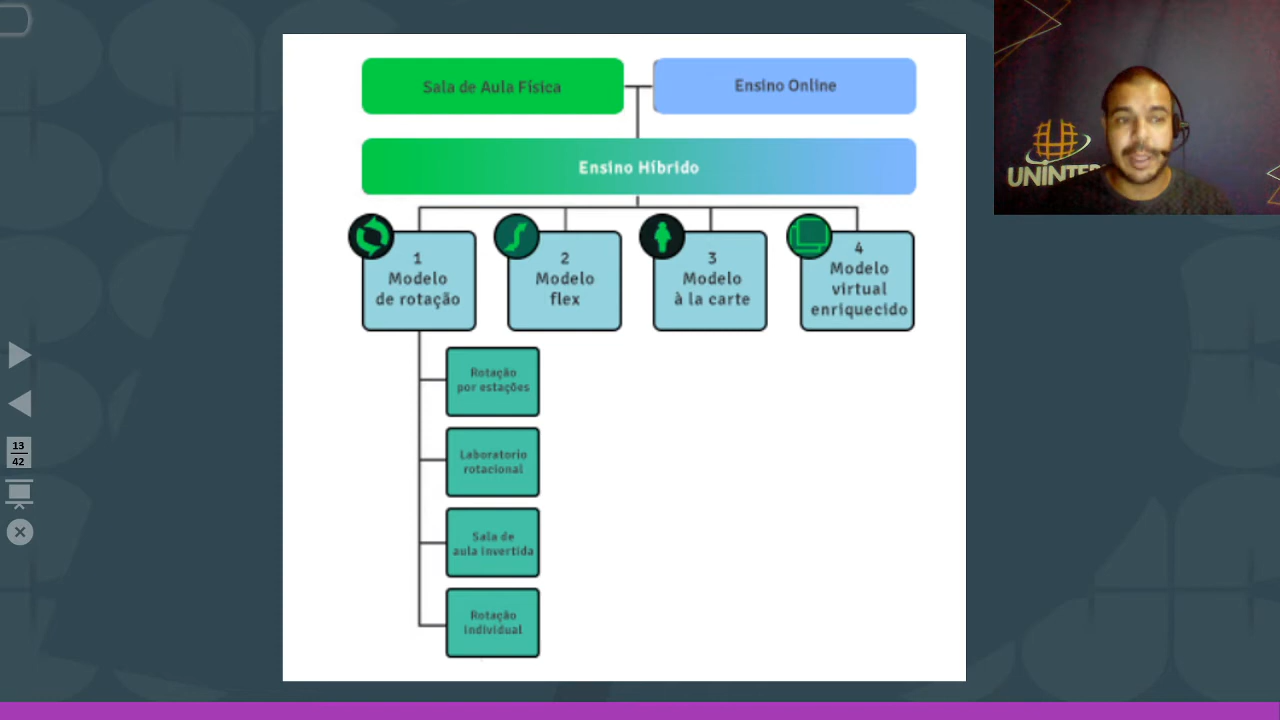 Sala de Aula Física
Ensino Online
Ensino Híbrido
1
Modelo
de rotação
2
Modelo
flex
3
Modelo
à la carte
4
Modelo
virtual
enriquecido
Rotação
por estações
Laboratorio
rotacional
Sala de
aula invertida
Rotação
individual
13
42
UNINTER